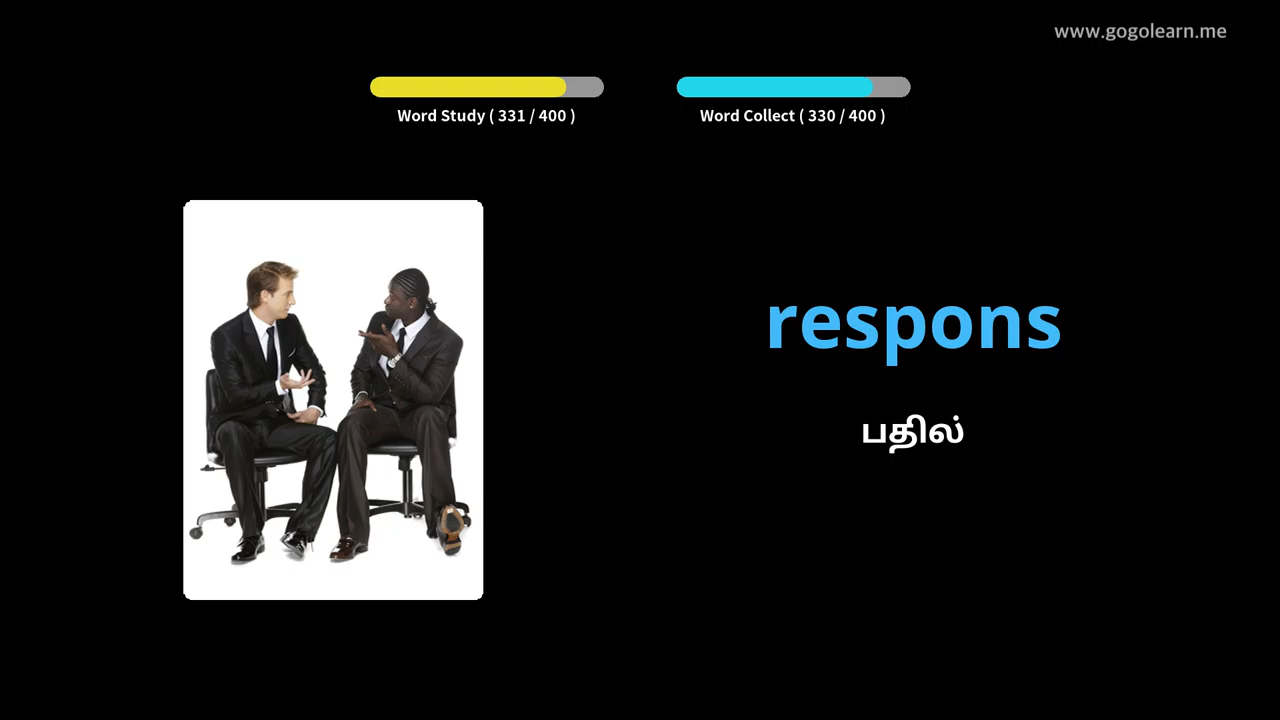 www.gogolearn.me
Word Study ( 331 / 400 )
Word Collect ( 330 / 400 )
respons
பதில்